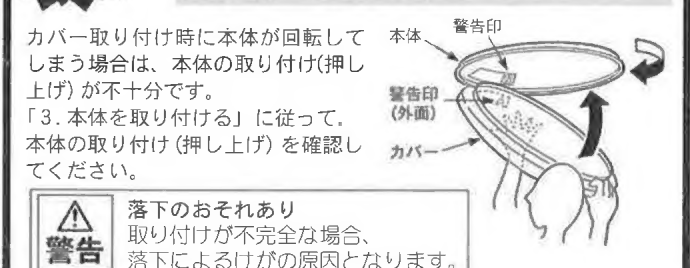 カバー取り付け時に本体が回転して
しまう場合は、本体の取り付け(押し
上げ)が不十分です。
「3.本体を取り付ける」に従って.
本体の取り付け(押し上げ)を確認し
てください。
本体
警告印
警告印
(外面)
カバー
警告
落下のおそれあり
取り付けが不完全な場合、
落下によるけがの原因となります。